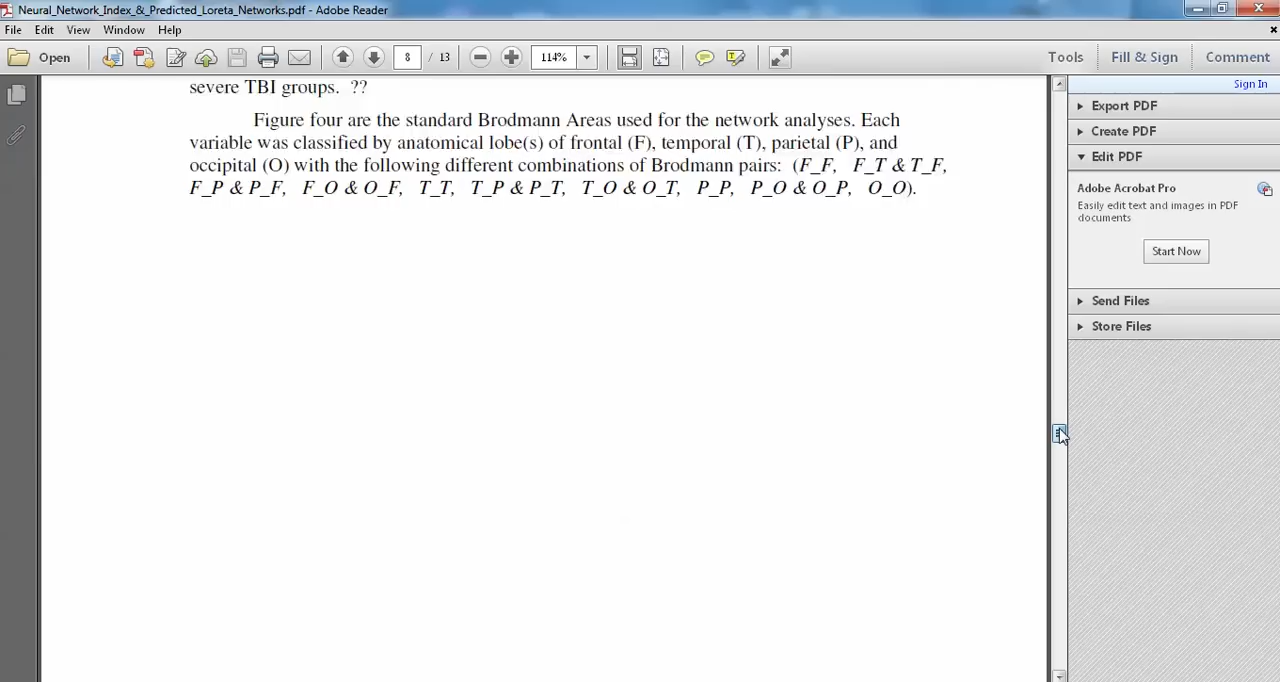 Neural_Network_Index_&_Predicted_Loreta_Networks.pdf - Adobe Reader
File Edit View Window Help
Open 8 / 13 114% Tools Fill & Sign Comment
Sign In
severe TBI groups. ??
Figure four are the standard Brodmann Areas used for the network analyses. Each
variable was classified by anatomical lobe(s) of frontal (F), temporal (T), parietal (P), and
occipital (O) with the following different combinations of Brodmann pairs: (F_F, F_T & T_F,
F_P & P_F, F_O & O_F, T_T, T_P & P_T, T_O & O_T, P_P, P_O & O_P, O_O).
Export PDF
Create PDF
Edit PDF
Adobe Acrobat Pro
Easily edit text and images in PDF
documents
Start Now
Send Files
Store Files